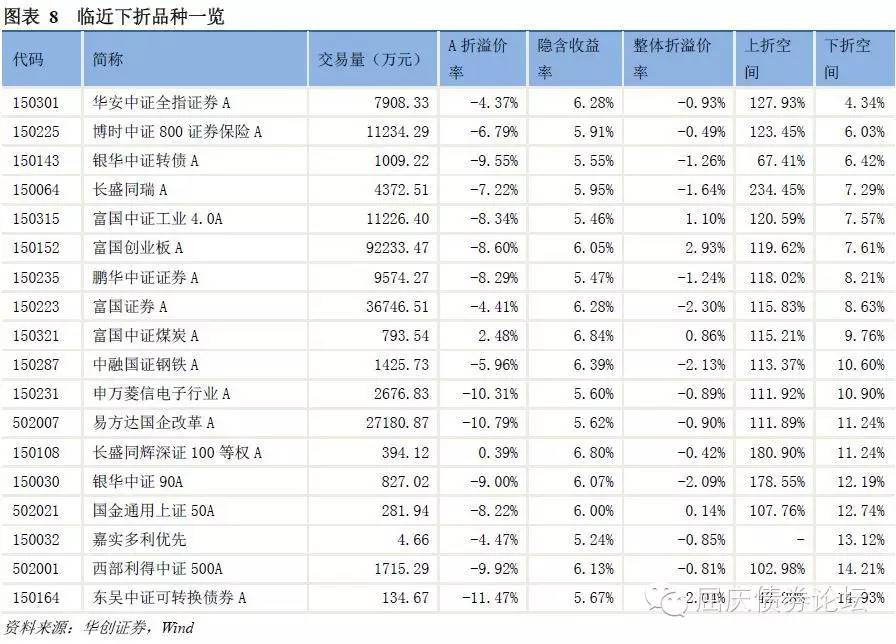 图表 8 临近下折品种一览
代码 简称 交易量（万元） A 折溢价率 隐含收益率 整体折溢价率 上折空间 下折空间
150301 华安中证全指证券 A 7908.33 -4.37% 6.28% -0.93% 127.93% 4.34%
150225 博时中证 800 证券保险 A 11234.29 -6.79% 5.91% -0.49% 123.45% 6.03%
150143 银华中证转债 A 1009.22 -9.55% 5.55% -1.26% 67.41% 6.42%
150064 长盛同瑞 A 4372.51 -7.22% 5.95% -1.64% 234.45% 7.29%
150315 富国中证工业 4.0A 11226.40 -8.34% 5.46% 1.10% 120.59% 7.57%
150152 富国创业板 A 92233.47 -8.60% 6.05% 2.93% 119.62% 7.61%
150235 鹏华中证证券 A 9574.27 -8.29% 5.47% -1.24% 118.02% 8.21%
150223 富国证券 A 36746.51 -4.41% 6.28% -2.30% 115.83% 8.63%
150321 富国中证煤炭 A 793.54 2.48% 6.84% 0.86% 115.21% 9.76%
150287 中融国证钢铁 A 1425.73 -5.96% 6.39% -2.13% 113.37% 10.60%
150231 申万菱信电子行业 A 2676.83 -10.31% 5.60% -0.89% 111.92% 10.90%
502007 易方达国企改革 A 27180.87 -10.79% 5.62% -0.90% 111.89% 11.24%
150108 长盛同辉深证 100 等权 A 394.12 0.39% 6.80% -0.42% 180.90% 11.24%
150030 银华中证 90A 827.02 -9.00% 6.07% -2.09% 178.55% 12.19%
502021 国金通用上证 50A 281.94 -8.22% 6.00% 0.14% 107.76% 12.74%
150032 嘉实多利优先 4.66 -4.47% 5.24% -0.85% - 13.12%
502001 西部利得中证 500A 1715.29 -9.92% 6.13% -0.81% 102.98% 14.21%
150164 东吴中证可转换债券 A 134.67 -11.47% 5.67% 14.93%
屈庆债券论坛
资料来源：华创证券，Wind